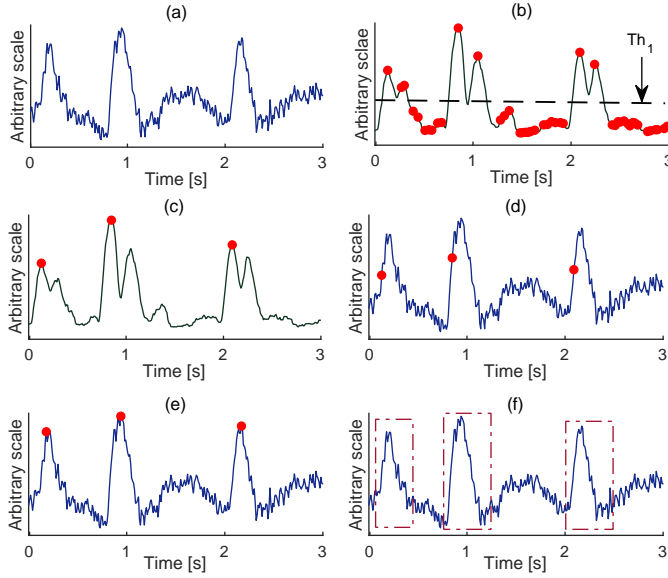 (a)
Arbitrary scale
0 1 2 3
Time [s]
(b)
Arbitrary sclae
Th1
0 1 2 3
Time [s]
(c)
Arbitrary scale
0 1 2 3
Time [s]
(d)
Arbitrary scale
0 1 2 3
Time [s]
(e)
Arbitrary scale
0 1 2 3
Time [s]
(f)
Arbitrary scale
0 1 2 3
Time [s]